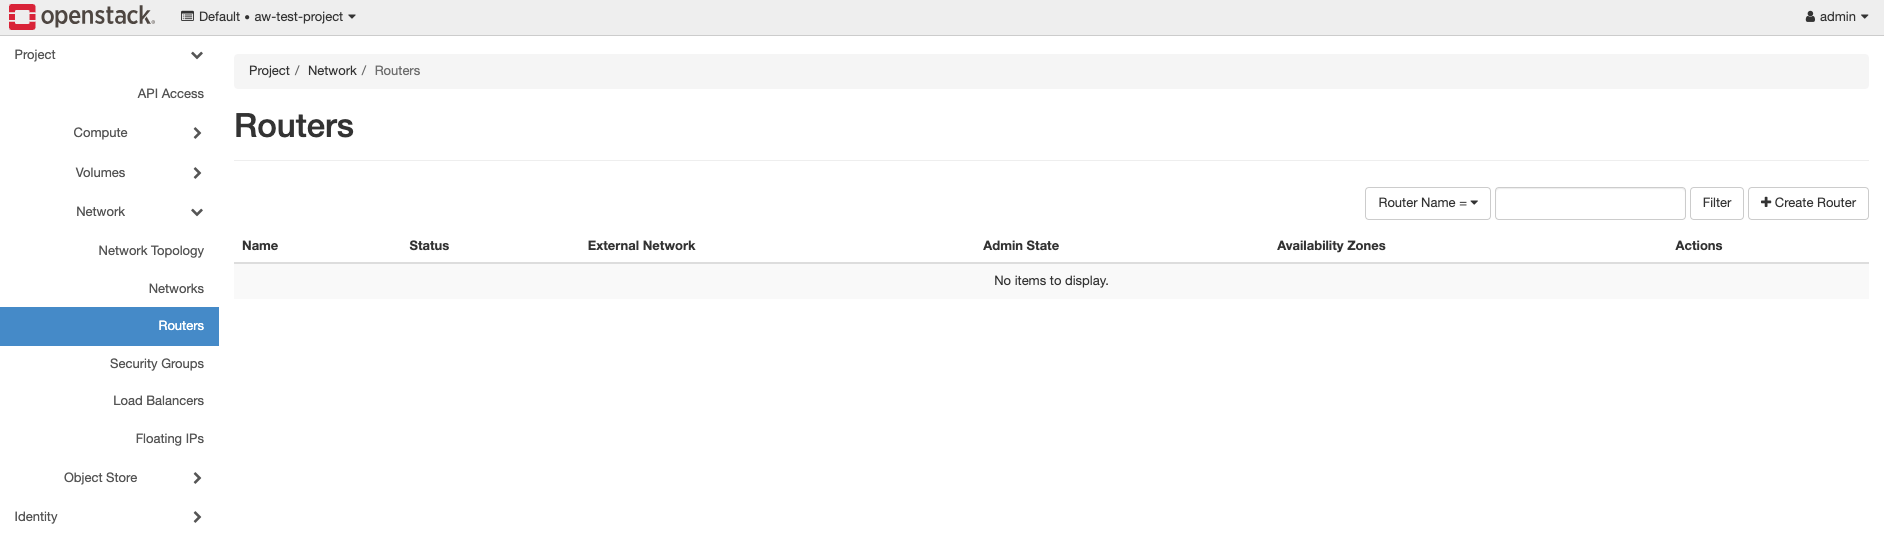 openstack. Default • aw-test-project admin
Project
API Access
Compute
Volumes
Network
Network Topology
Networks
Routers
Security Groups
Load Balancers
Floating IPs
Object Store
Identity
Project / Network / Routers
Routers
Router Name = Filter Create Router
Name Status External Network Admin State Availability Zones Actions
No items to display.